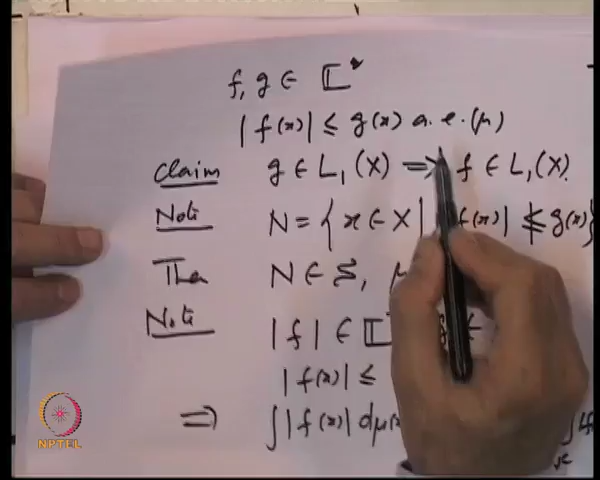 f, g ∈ 𝕃
|f(x)| ≤ g(x) a.e.(μ)
Claim g ∈ L₁(X) ⇒ f ∈ L₁(X).
Note N = { x ∈ X | |f(x)| ≰ g(x) }
Then N ∈ S,
Note |f| ∈ 𝕃
|f(x)| ≤
⇒ ∫|f(x)| dμ(x
NPTEL